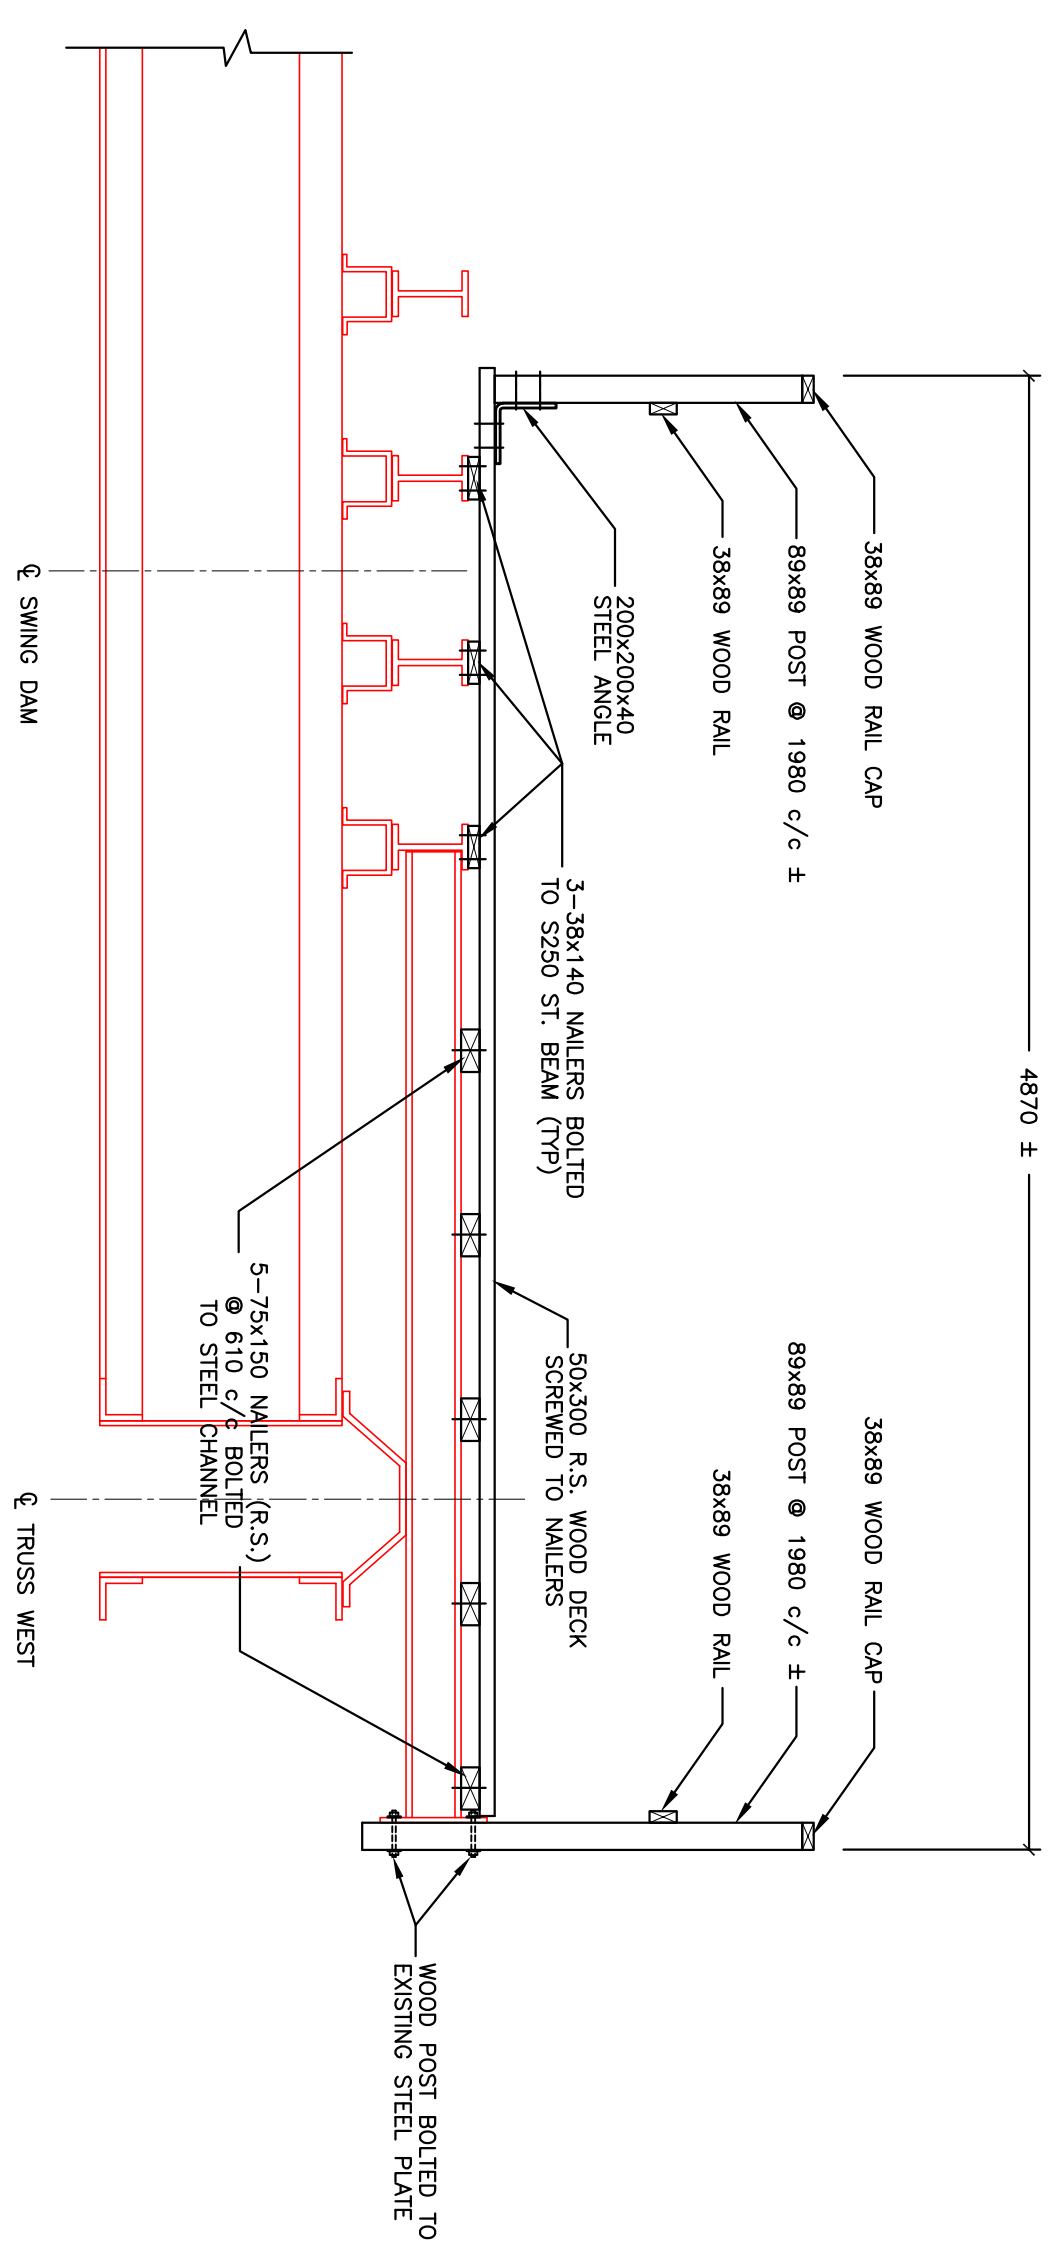 4870 ±
38x89 WOOD RAIL CAP
89x89 POST @ 1980 c/c ±
38x89 WOOD RAIL
200x200x40
STEEL ANGLE
3-38x140 NAILERS BOLTED
TO S250 ST. BEAM (TYP)
38x89 WOOD RAIL CAP
89x89 POST @ 1980 c/c ±
38x89 WOOD RAIL
50x300 R.S. WOOD DECK
SCREWED TO NAILERS
WOOD POST BOLTED TO
EXISTING STEEL PLATE
5-75x150 NAILERS (R.S.)
@ 610 c/c BOLTED
TO STEEL CHANNEL
℄ SWING DAM
℄ TRUSS WEST